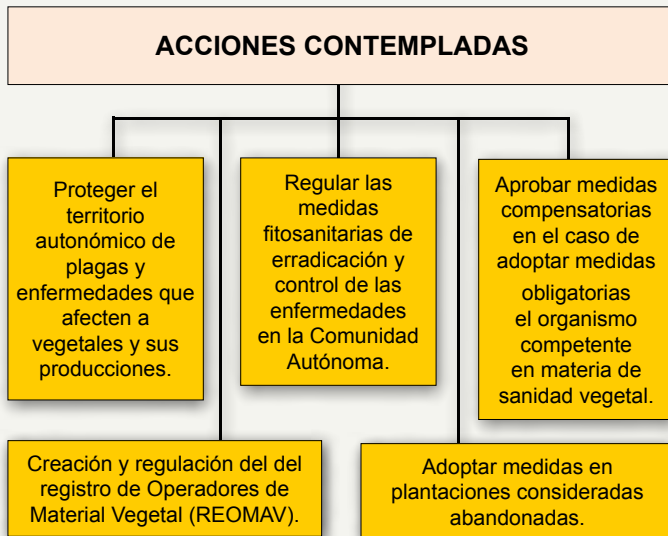 ACCIONES CONTEMPLADAS
Proteger el
territorio
autonómico de
plagas y
enfermedades que
afecten a
vegetales y sus
producciones.
Regular las
medidas
fitosanitarias de
erradicación y
control de las
enfermedades
en la Comunidad
Autónoma.
Aprobar medidas
compensatorias
en el caso de
adoptar medidas
obligatorias
el organismo
competente
en materia de
sanidad vegetal.
Creación y regulación del del
registro de Operadores de
Material Vegetal (REOMAV).
Adoptar medidas en
plantaciones consideradas
abandonadas.